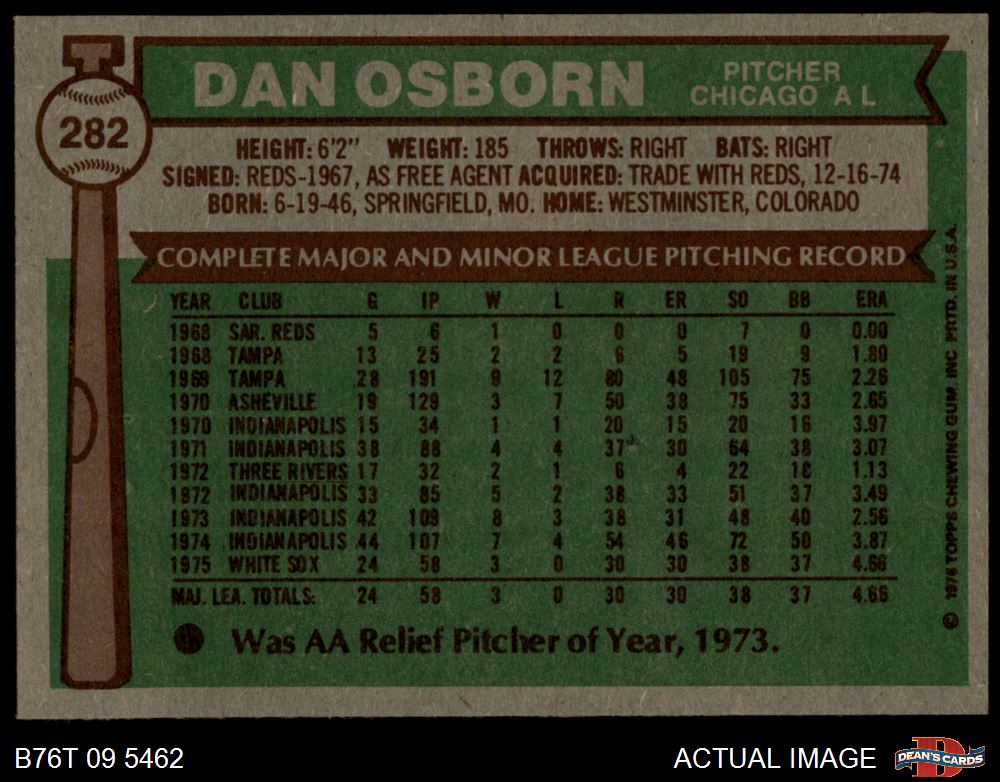 DAN OSBORN
PITCHER
CHICAGO A L
282
HEIGHT: 6'2" WEIGHT: 185 THROWS: RIGHT BATS: RIGHT
SIGNED: REDS-1967, AS FREE AGENT ACQUIRED: TRADE WITH REDS, 12-16-74
BORN: 6-19-46, SPRINGFIELD, MO. HOME: WESTMINSTER, COLORADO
COMPLETE MAJOR AND MINOR LEAGUE PITCHING RECORD
YEAR CLUB G IP W L R ER SO BB ERA
1968 SAR. REDS 5 6 1 0 0 0 7 0 0.00
1968 TAMPA 13 25 2 2 6 5 19 9 1.80
1969 TAMPA 28 191 9 12 80 48 105 75 2.26
1970 ASHEVILLE 19 129 3 7 50 38 75 33 2.65
1970 INDIANAPOLIS 15 34 1 1 20 15 20 16 3.97
1971 INDIANAPOLIS 38 88 4 4 37 30 64 38 3.07
1972 THREE RIVERS 17 32 2 1 6 4 22 16 1.13
1972 INDIANAPOLIS 33 85 5 2 38 33 51 37 3.49
1973 INDIANAPOLIS 42 109 8 3 38 31 48 40 2.56
1974 INDIANAPOLIS 44 107 7 4 54 46 72 50 3.87
1975 WHITE SOX 24 58 3 0 30 30 38 37 4.66
MAJ. LEA. TOTALS: 24 58 3 0 30 30 38 37 4.66
Was AA Relief Pitcher of Year, 1973.
© 1976 TOPPS CHEWING GUM, INC PRTD. IN U.S.A.
B76T 09 5462
ACTUAL IMAGE
D
DEAN'S CARDS